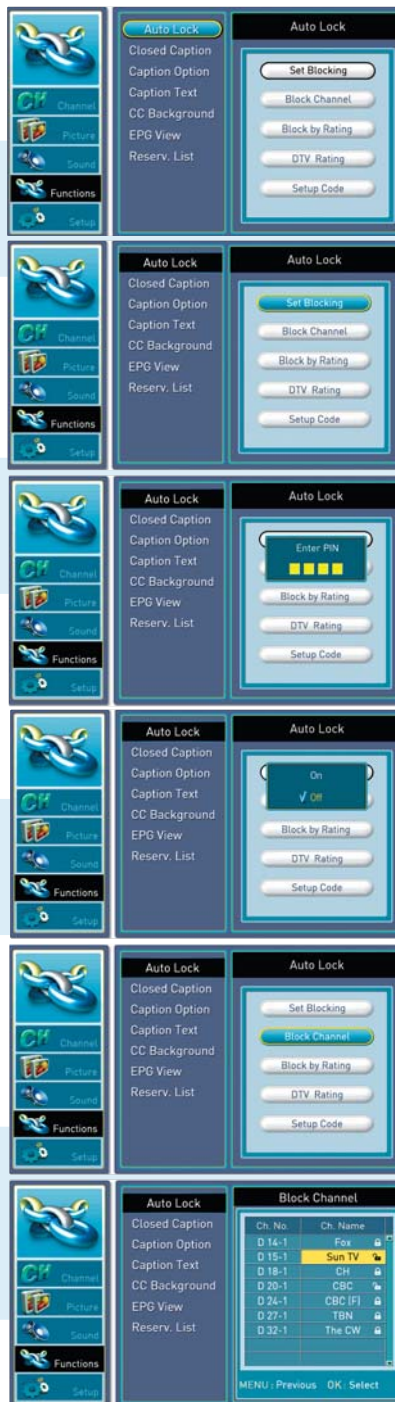 CH Channel
Picture
Sound
Functions
Setup
Auto Lock
Closed Caption
Caption Option
Caption Text
CC Background
EPG View
Reserv. List
Auto Lock
Set Blocking
Block Channel
Block by Rating
DTV Rating
Setup Code
CH Channel
Picture
Sound
Functions
Setup
Auto Lock
Closed Caption
Caption Option
Caption Text
CC Background
EPG View
Reserv. List
Auto Lock
Set Blocking
Block Channel
Block by Rating
DTV Rating
Setup Code
CH Channel
Picture
Sound
Functions
Setup
Auto Lock
Closed Caption
Caption Option
Caption Text
CC Background
EPG View
Reserv. List
Auto Lock
Enter PIN
Block by Rating
DTV Rating
Setup Code
CH Channel
Picture
Sound
Functions
Setup
Auto Lock
Closed Caption
Caption Option
Caption Text
CC Background
EPG View
Reserv. List
Auto Lock
On
√ Off
Block by Rating
DTV Rating
Setup Code
CH Channel
Picture
Sound
Functions
Setup
Auto Lock
Closed Caption
Caption Option
Caption Text
CC Background
EPG View
Reserv. List
Auto Lock
Set Blocking
Block Channel
Block by Rating
DTV Rating
Setup Code
CH Channel
Picture
Sound
Functions
Setup
Auto Lock
Closed Caption
Caption Option
Caption Text
CC Background
EPG View
Reserv. List
Block Channel
Ch. No. Ch. Name
D 14-1 Fox
D 15-1 Sun TV
D 18-1 CH
D 20-1 CBC
D 24-1 CBC (F)
D 27-1 TBN
D 32-1 The CW
MENU : Previous OK : Select